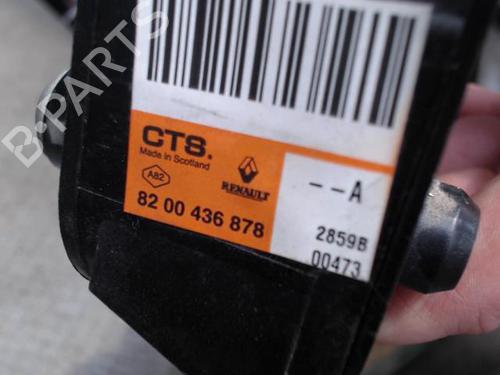 B-PARTS
CTS.
Made in Scotland
A82
RENAULT
82 00 436 878
--A
2859B
00473